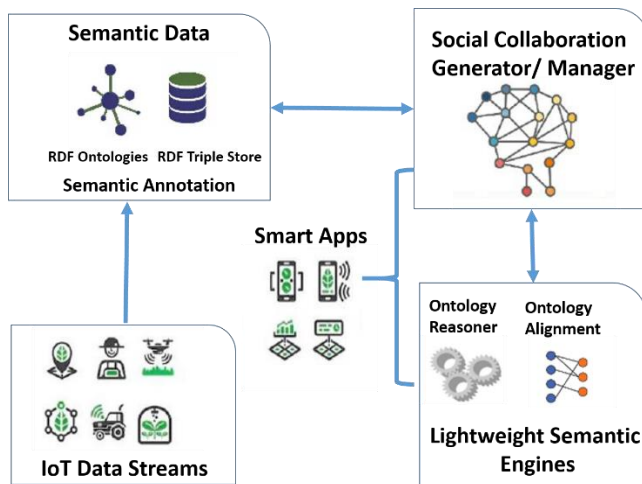 Semantic Data
RDF Ontologies
RDF Triple Store
Semantic Annotation
Social Collaboration
Generator/ Manager
Smart Apps
IoT Data Streams
Ontology
Reasoner
Ontology
Alignment
Lightweight Semantic
Engines